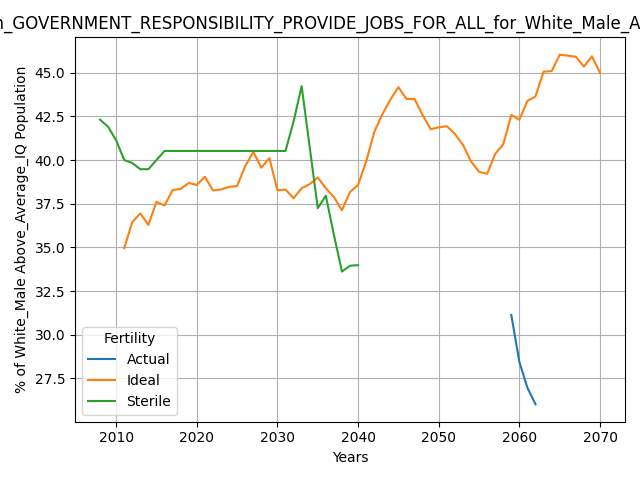 n_GOVERNMENT_RESPONSIBILITY_PROVIDE_JOBS_FOR_ALL_for_White_Male_A
% of White_Male Above_Average_IQ Population
45.0
42.5
40.0
37.5
35.0
32.5
30.0
27.5
Fertility
Actual
Ideal
Sterile
2010 2020 2030 2040 2050 2060 2070
Years